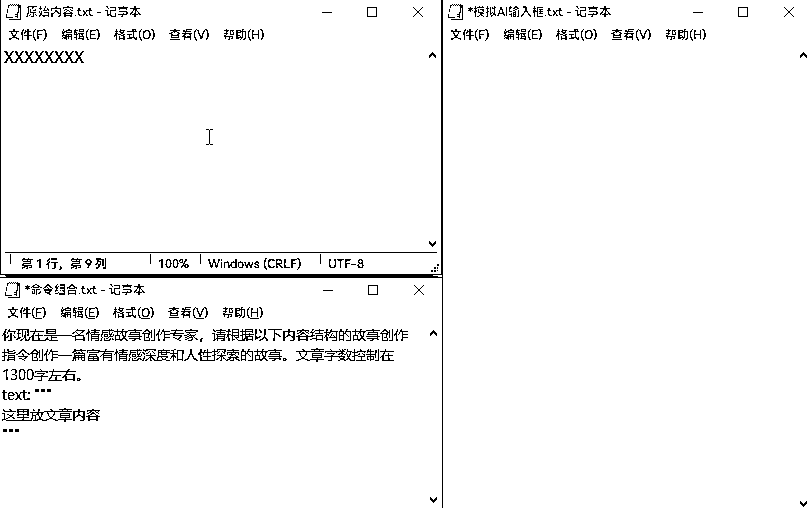 原始内容.txt - 记事本
文件(F) 编辑(E) 格式(O) 查看(V) 帮助(H)
XXXXXXXX
第 1 行，第 9 列 100% Windows (CRLF) UTF-8
*命令组合.txt - 记事本
文件(F) 编辑(E) 格式(O) 查看(V) 帮助(H)
你现在是一名情感故事创作专家，请根据以下内容结构的故事创作
指令创作一篇富有情感深度和人性探索的故事。文章字数控制在
1300字左右。
text: """
这里放文章内容
"""
*模拟AI输入框.txt - 记事本
文件(F) 编辑(E) 格式(O) 查看(V) 帮助(H)